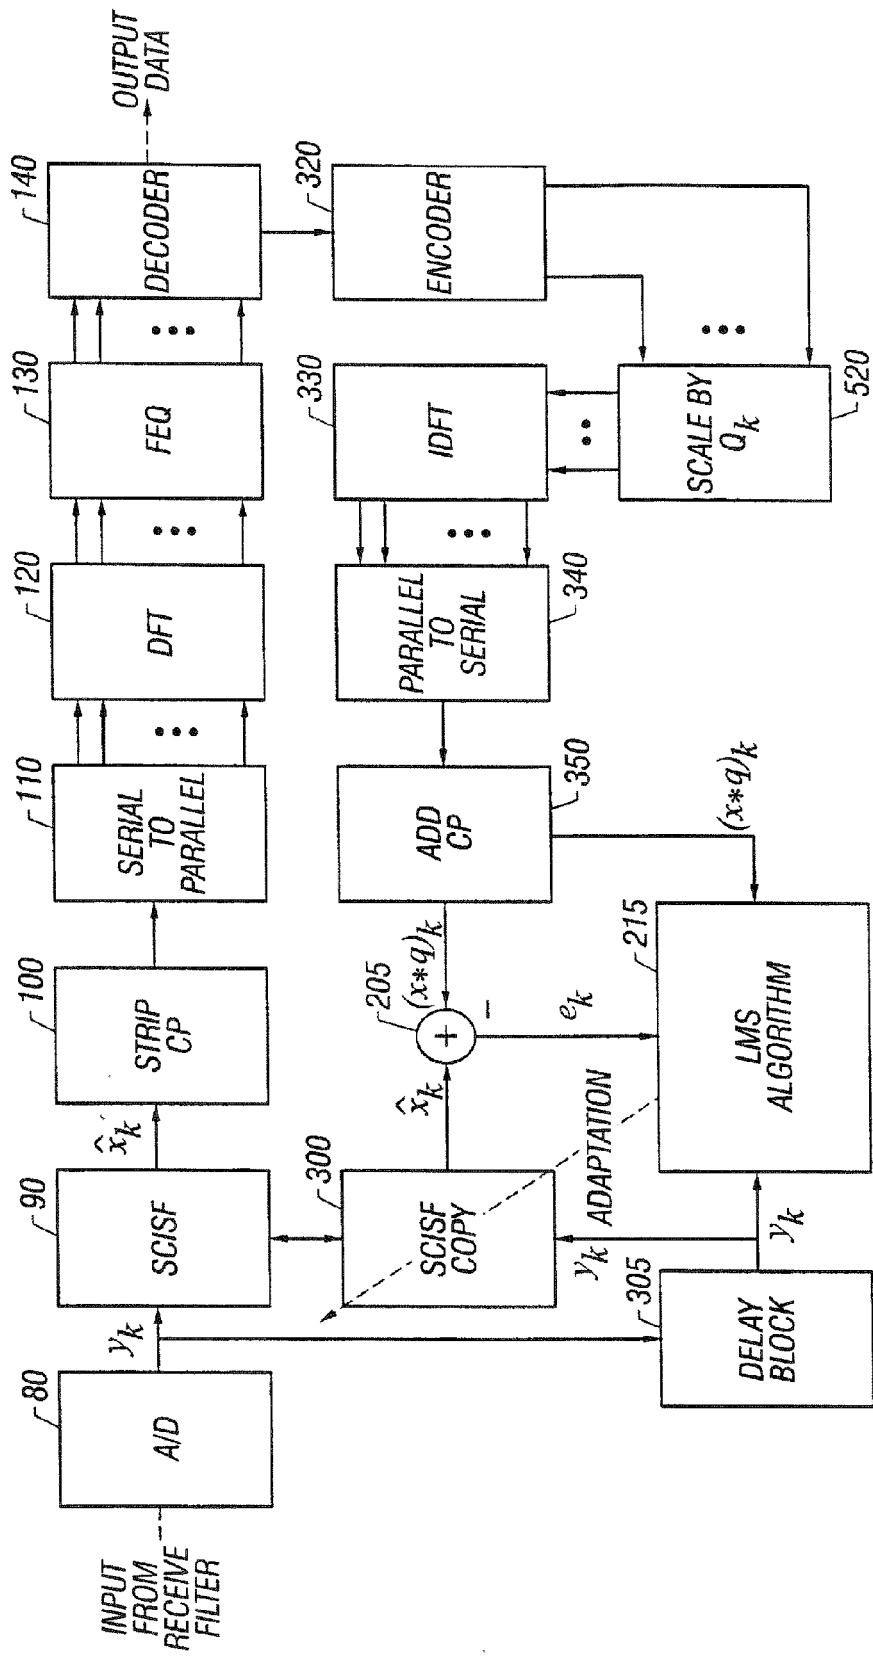 INPUT
FROM
RECEIVE
FILTER
80
A/D
y_k
90
SCISF
x̂_k
100
STRIP
CP
110
SERIAL
TO
PARALLEL
120
DFT
130
FEQ
140
DECODER
OUTPUT
DATA
300
SCISF
COPY
x̂_k
205
+
−
(x*q)_k
350
ADD
CP
340
PARALLEL
TO
SERIAL
330
IDFT
320
ENCODER
ADAPTATION
y_k
e_k
305
DELAY
BLOCK
y_k
215
LMS
ALGORITHM
(x*q)_k
520
SCALE BY
Q_k